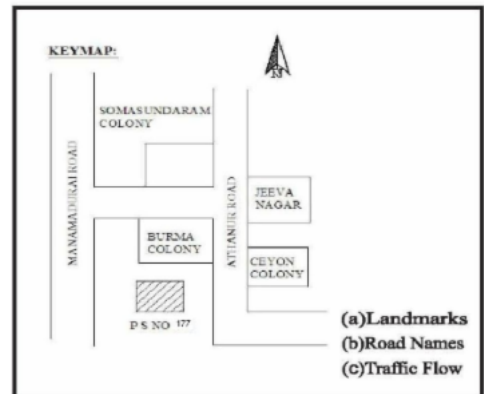 KEYMAP:
N
SOMASUNDARAM
COLONY
MANAMADURAI ROAD
ATHANUR ROAD
JEEVA
NAGAR
BURMA
COLONY
CEYON
COLONY
P S NO 177
(a)Landmarks
(b)Road Names
(c)Traffic Flow